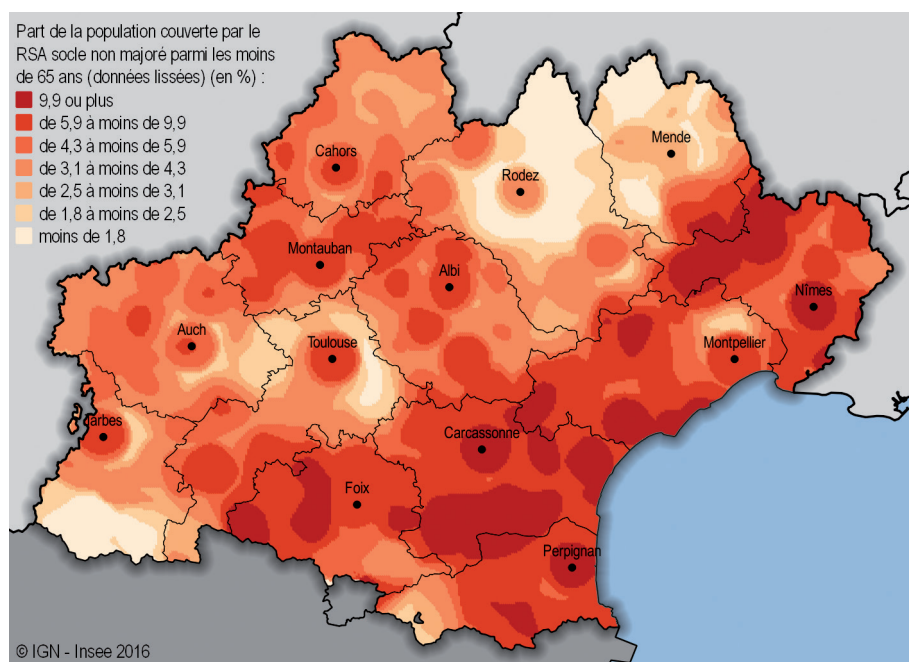 Part de la population couverte par le
RSA socle non majoré parmi les moins
de 65 ans (données lissées) (en %) :
9,9 ou plus
de 5,9 à moins de 9,9
de 4,3 à moins de 5,9
de 3,1 à moins de 4,3
de 2,5 à moins de 3,1
de 1,8 à moins de 2,5
moins de 1,8
Mende
Cahors
Rodez
Montauban
Albi
Nîmes
Auch
Toulouse
Montpellier
Tarbes
Carcassonne
Foix
Perpignan
© IGN - Insee 2016